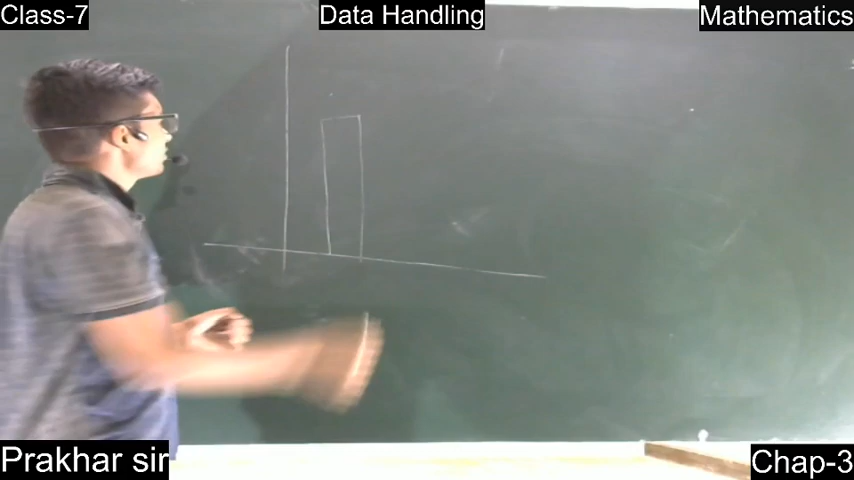 Class-7
Data Handling
Mathematics
Prakhar sir
Chap-3